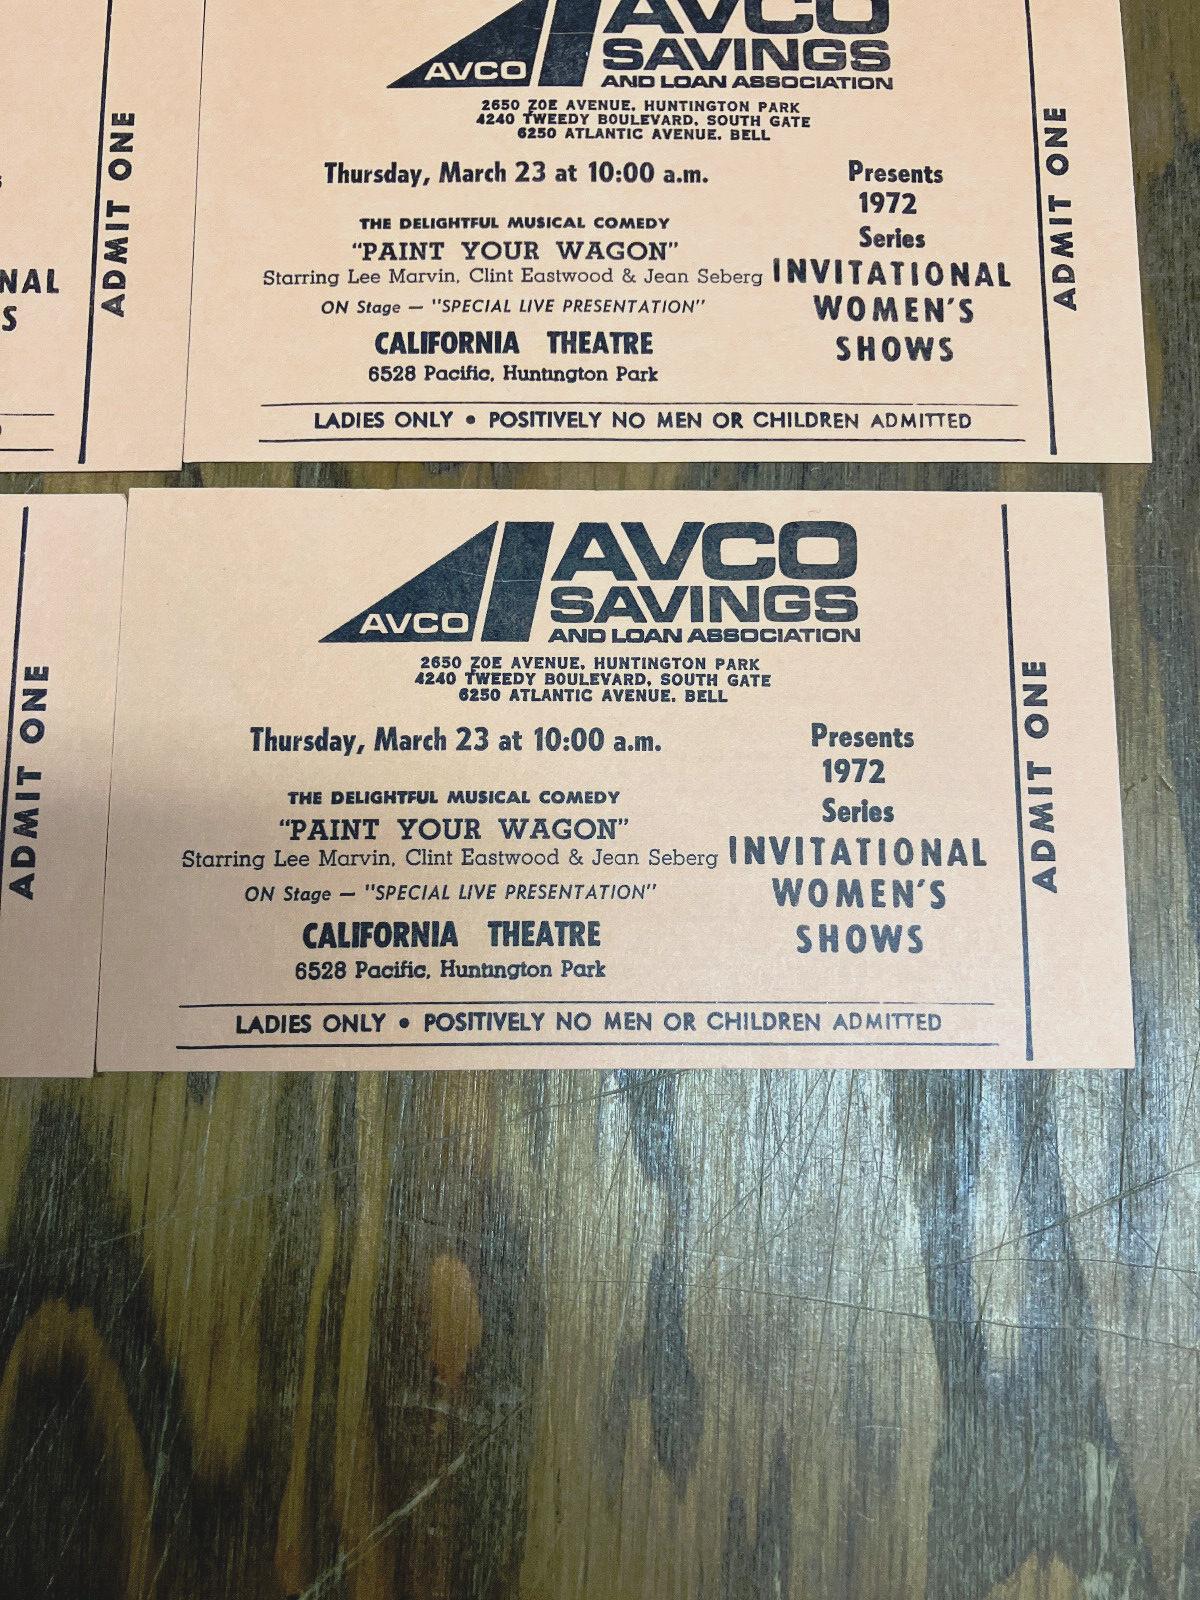 NAL
S
ADMIT ONE
AVCO
AVCO
SAVINGS
AND LOAN ASSOCIATION
2650 ZOE AVENUE, HUNTINGTON PARK
4240 TWEEDY BOULEVARD, SOUTH GATE
6250 ATLANTIC AVENUE, BELL
Thursday, March 23 at 10:00 a.m.
THE DELIGHTFUL MUSICAL COMEDY
"PAINT YOUR WAGON"
Starring Lee Marvin, Clint Eastwood & Jean Seberg
ON Stage — "SPECIAL LIVE PRESENTATION"
CALIFORNIA THEATRE
6528 Pacific, Huntington Park
Presents
1972
Series
INVITATIONAL
WOMEN'S
SHOWS
LADIES ONLY • POSITIVELY NO MEN OR CHILDREN ADMITTED
ADMIT ONE
ADMIT ONE
AVCO
AVCO
SAVINGS
AND LOAN ASSOCIATION
2650 ZOE AVENUE, HUNTINGTON PARK
4240 TWEEDY BOULEVARD, SOUTH GATE
6250 ATLANTIC AVENUE, BELL
Thursday, March 23 at 10:00 a.m.
THE DELIGHTFUL MUSICAL COMEDY
"PAINT YOUR WAGON"
Starring Lee Marvin, Clint Eastwood & Jean Seberg
ON Stage — "SPECIAL LIVE PRESENTATION"
CALIFORNIA THEATRE
6528 Pacific, Huntington Park
Presents
1972
Series
INVITATIONAL
WOMEN'S
SHOWS
LADIES ONLY • POSITIVELY NO MEN OR CHILDREN ADMITTED
ADMIT ONE